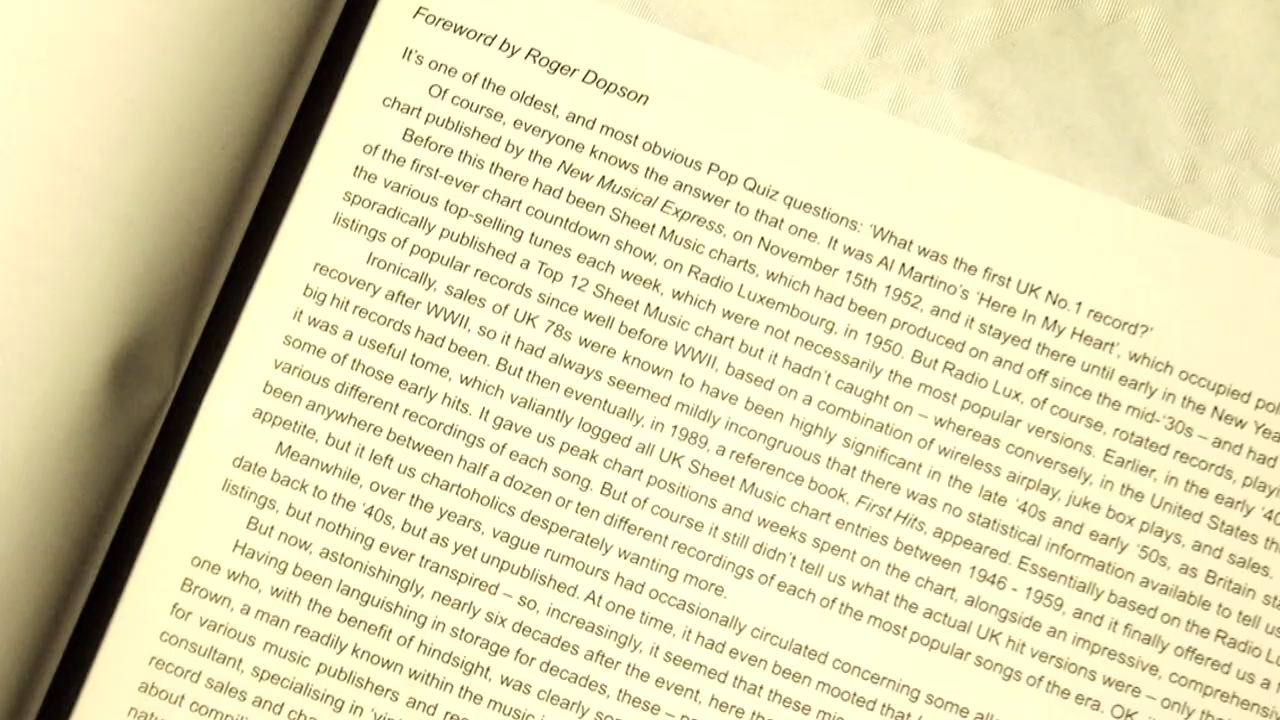 Foreword by Roger Dopson
It's one of the oldest, and most obvious Pop Quiz questions: 'What was the first UK No.1 record?'
Of course, everyone knows the answer to that one. It was Al Martino's 'Here In My Heart', which occupied
chart published by the New Musical Express, on November 15th 1952, and it stayed there until early in the New
Before this there had been Sheet Music charts, which had been produced on and off since the mid-'30s – and had
of the first-ever chart countdown show, on Radio Luxembourg, in 1950. But Radio Lux, of course, rotated records,
the various top-selling tunes each week, which were not necessarily the most popular versions. Earlier, in the early
sporadically published a Top 12 Sheet Music chart but it hadn't caught on – whereas conversely, in the United States
listings of popular records since well before WWII, based on a combination of wireless airplay, juke box plays, and sales.
Ironically, sales of UK 78s were known to have been highly significant in the late '40s and early '50s, as Britain
recovery after WWII, so it had always seemed mildly incongruous that there was no statistical information available to tell us
big hit records had been. But then eventually, in 1989, a reference book, First Hits, appeared. Essentially based on the Radio
it was a useful tome, which valiantly logged all UK Sheet Music chart entries between 1946 - 1959, and it finally offered us a
some of those early hits. It gave us peak chart positions and weeks spent on the chart, alongside an impressive,
various different recordings of each song. But of course it still didn't tell us what the actual UK hit versions were – only
been anywhere between half a dozen or ten different recordings of each of the most popular songs of the era. OK,
appetite, but it left us chartoholics desperately wanting more.
Meanwhile, over the years, vague rumours had occasionally circulated concerning some
date back to the '40s, but as yet unpublished. At one time, it had even been mooted that
listings, but nothing ever transpired – so, increasingly, it seemed that these
But now, astonishingly, nearly six decades after the event, here
Having been languishing in storage for decades, these –
one who, with the benefit of hindsight, was clearly
Brown, a man readily known within the music
for various music publishers and
consultant, specialising in
record sales and
about